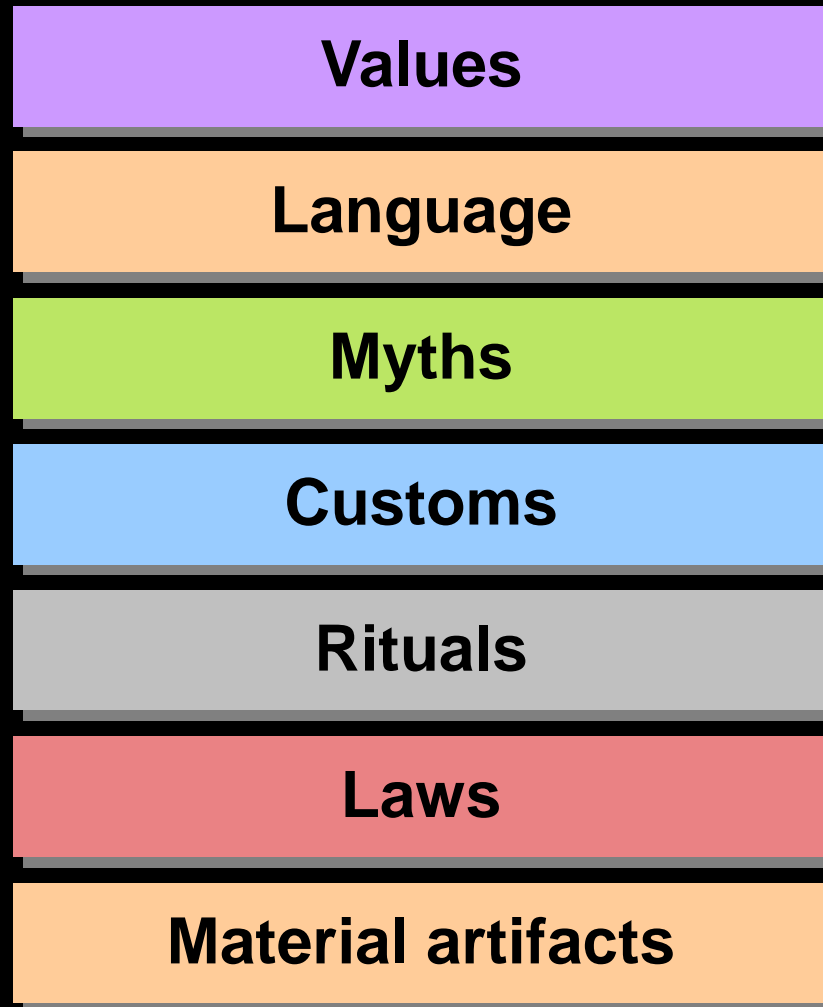 Values
Language
Myths
Customs
Rituals
Laws
Material artifacts